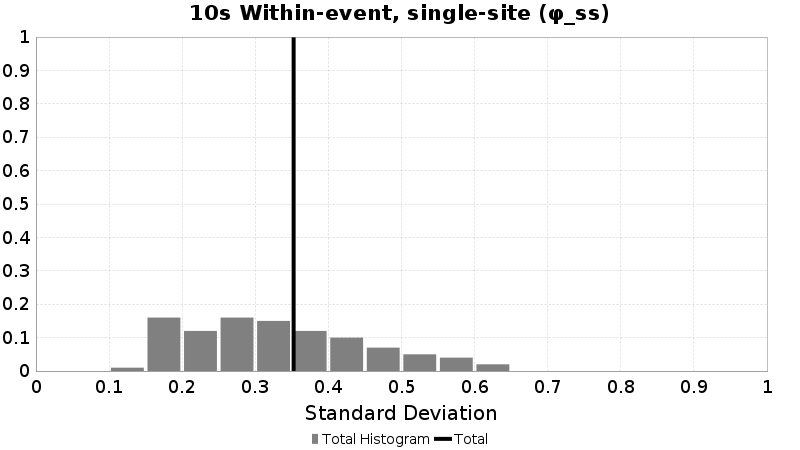 10s Within-event, single-site (φ_ss)
1
0.9
0.8
0.7
0.6
0.5
0.4
0.3
0.2
0.1
0
0 0.1 0.2 0.3 0.4 0.5 0.6 0.7 0.8 0.9 1
Standard Deviation
Total Histogram Total